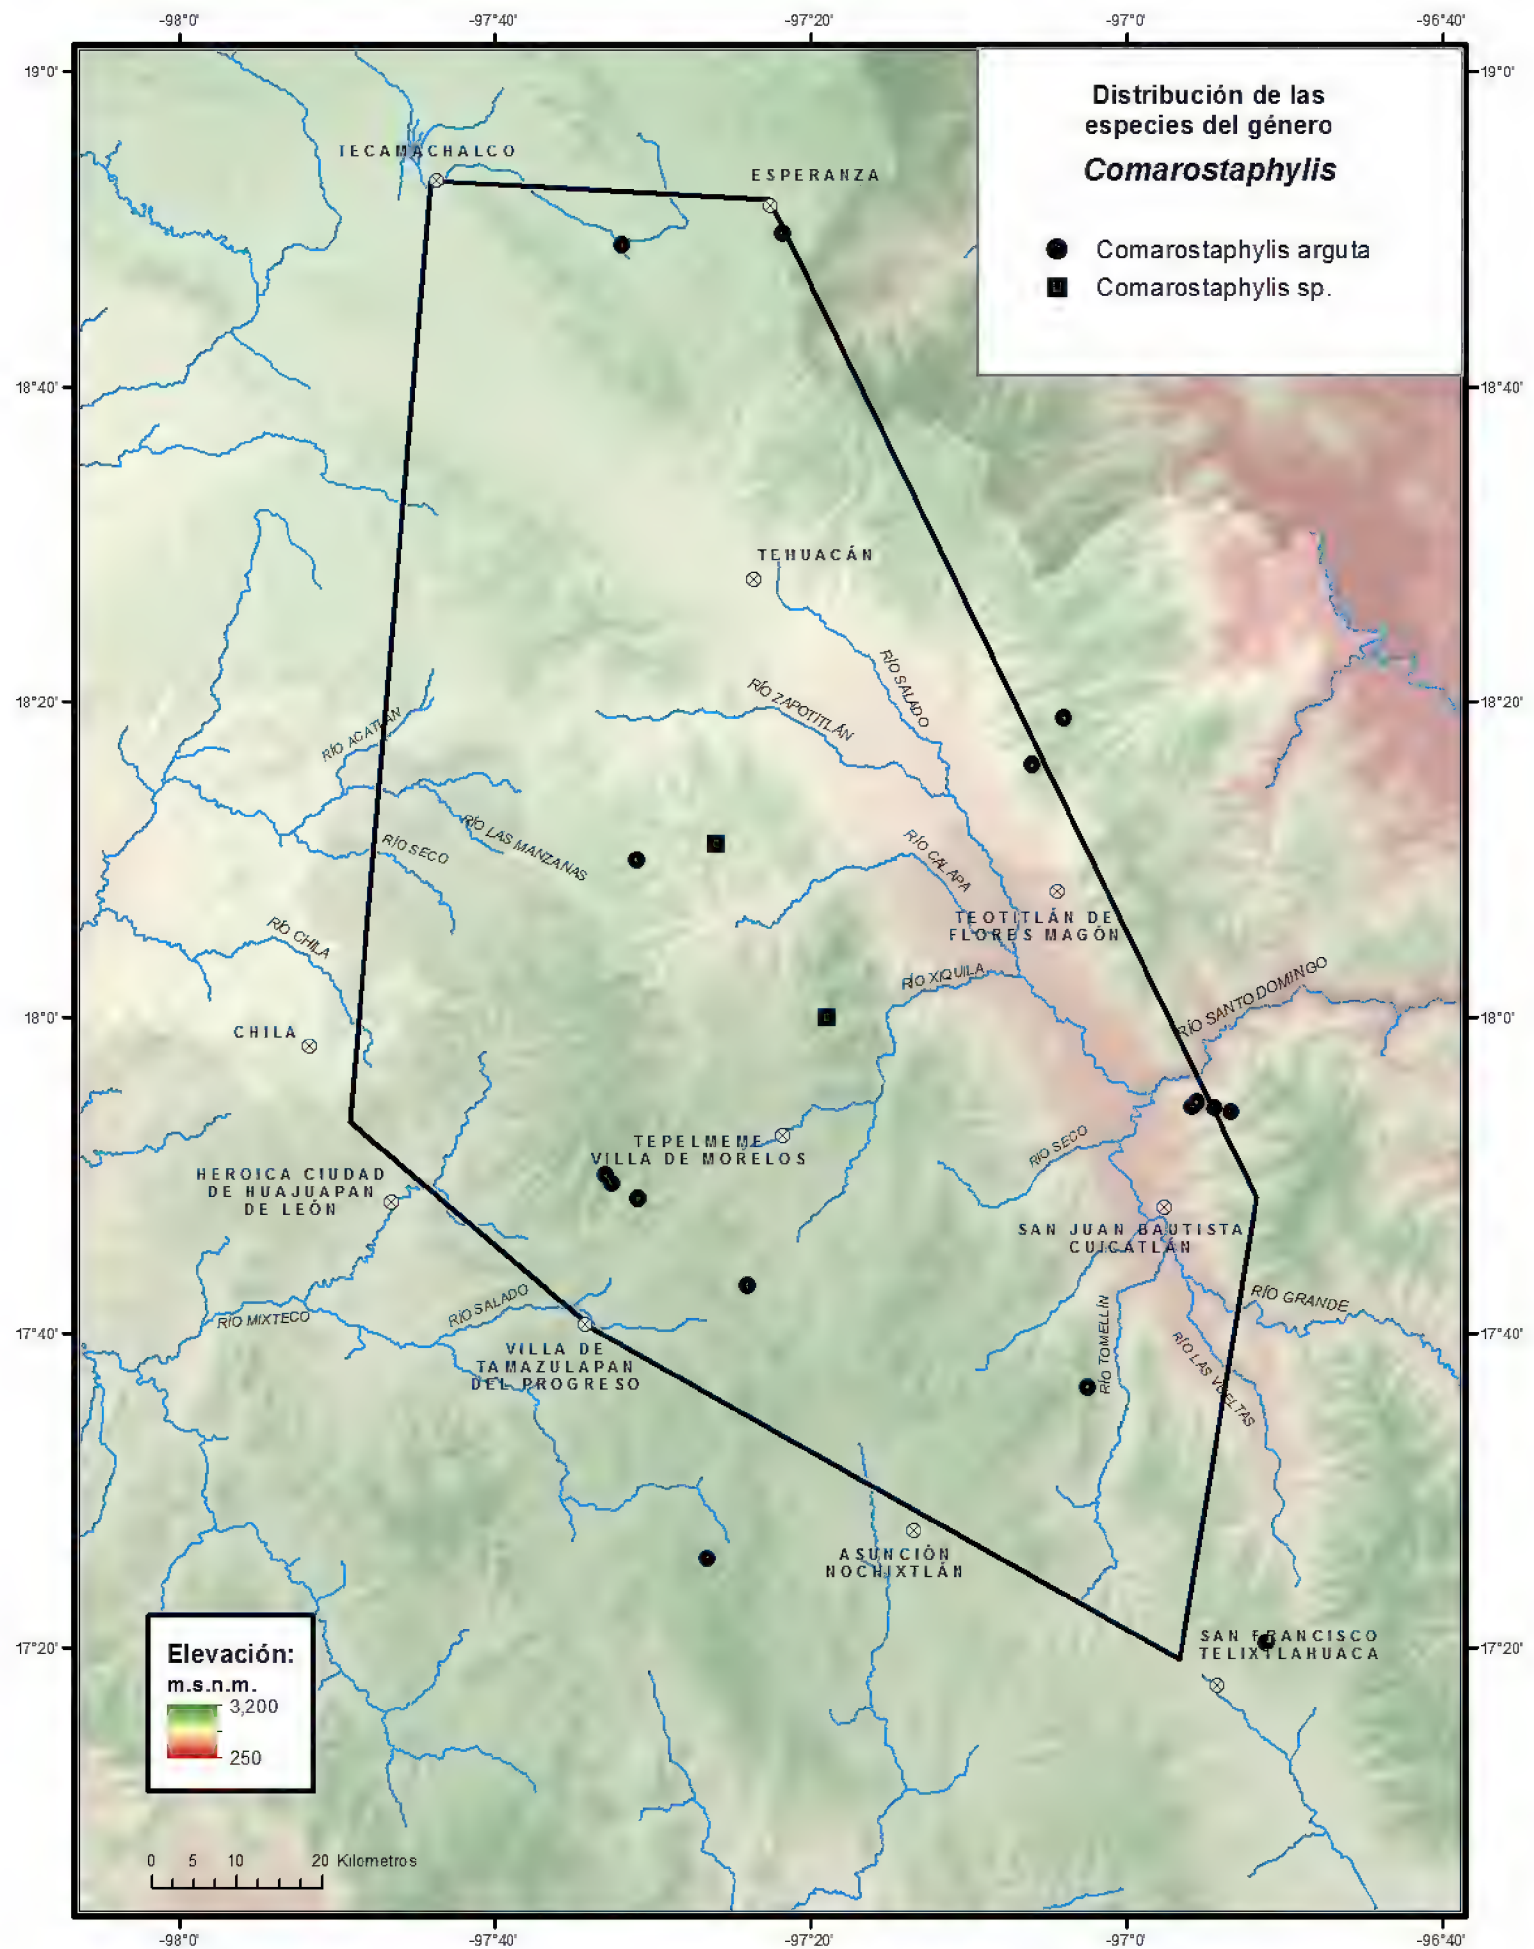 -98°0'
-97°40'
-97°20'
-97°0'
-96°40'
19°0'
19°0'
Distribución de las
especies del género
Comarostaphylis
Comarostaphylis arguta
Comarostaphylis sp.
TECAMACHALCO
ESPERANZA
18°40'
18°40'
TEHUACÁN
RÍO SALADO
18°20'
18°20'
RÍO ZAPOTITLÁN
RÍO ACATLÁN
RÍO LAS MANZANAS
RÍO SECO
RÍO CALAPA
TEOTITLÁN DE
FLORES MAGÓN
RÍO CHILA
RÍO XIQUILA
RÍO SANTO DOMINGO
18°0'
18°0'
CHILA
RÍO SECO
TEPELMEME
VILLA DE MORELOS
HEROICA CIUDAD
DE HUAJUAPAN
DE LEÓN
SAN JUAN BAUTISTA
CUICATLÁN
RÍO GRANDE
RÍO SALADO
RÍO MIXTECO
RÍO TOMELLÍN
17°40'
17°40'
RÍO LAS VUELTAS
VILLA DE
TAMAZULAPAN
DEL PROGRESO
ASUNCIÓN
NOCHIXTLÁN
17°20'
17°20'
SAN FRANCISCO
TELIXTLAHUACA
Elevación:
m.s.n.m.
3,200
250
0 5 10 20 Kilometros
-98°0'
-97°40'
-97°20'
-97°0'
-96°40'